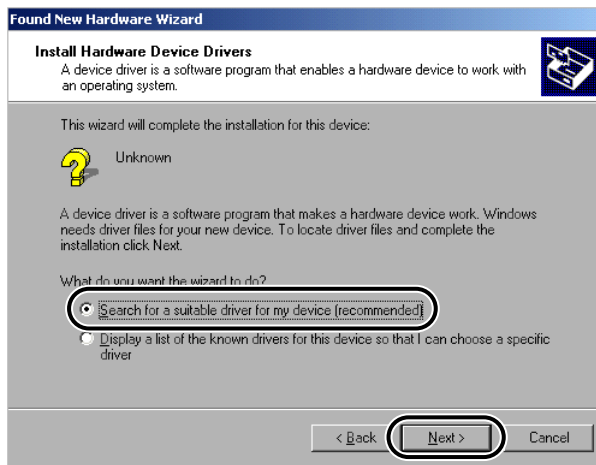 Found New Hardware Wizard
Install Hardware Device Drivers
A device driver is a software program that enables a hardware device to work with
an operating system.
This wizard will complete the installation for this device:
Unknown
A device driver is a software program that makes a hardware device work. Windows
needs driver files for your new device. To locate driver files and complete the
installation click Next.
What do you want the wizard to do?
Search for a suitable driver for my device (recommended)
Display a list of the known drivers for this device so that I can choose a specific
driver
< Back
Next >
Cancel